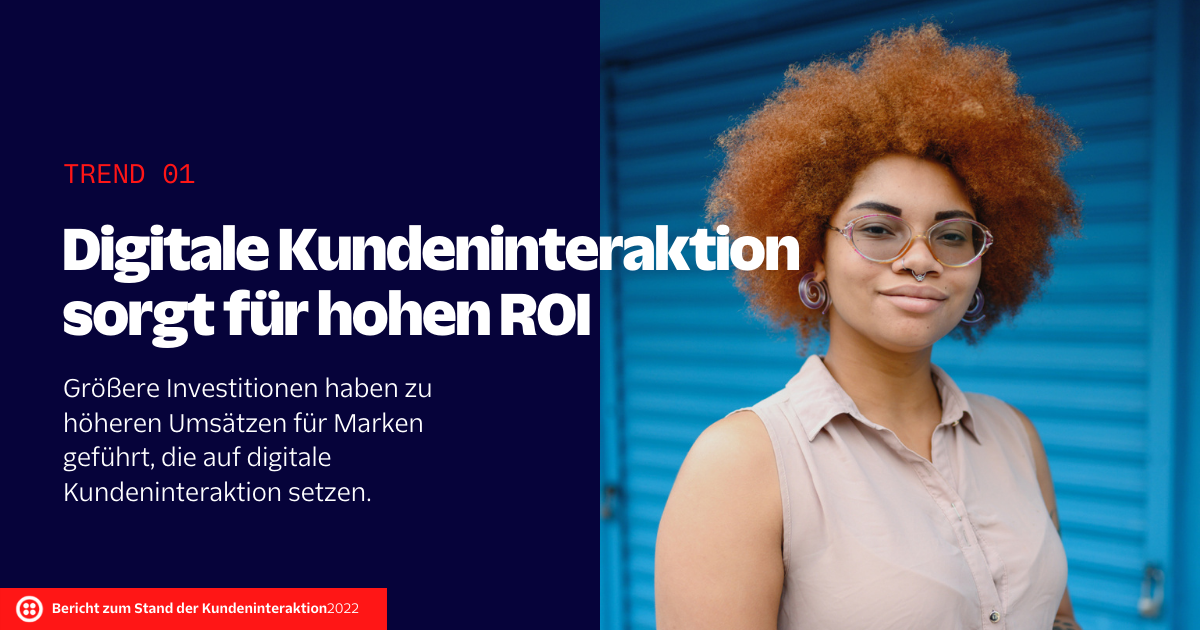 TREND 01
Digitale Kundeninteraktion
sorgt für hohen ROI
Größere Investitionen haben zu
höheren Umsätzen für Marken
geführt, die auf digitale
Kundeninteraktion setzen.
Bericht zum Stand der Kundeninteraktion2022